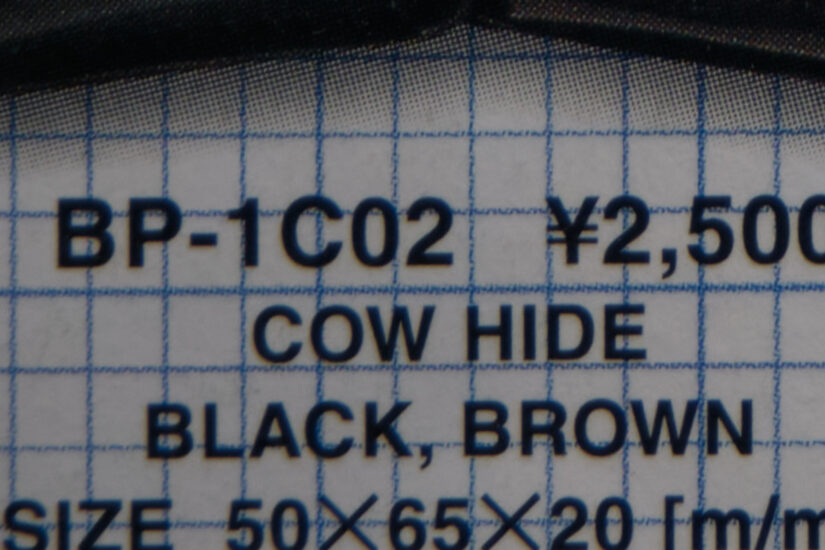 BP-1C02 ¥2,500
COW HIDE
BLACK, BROWN
SIZE 50×65×20 [m/m